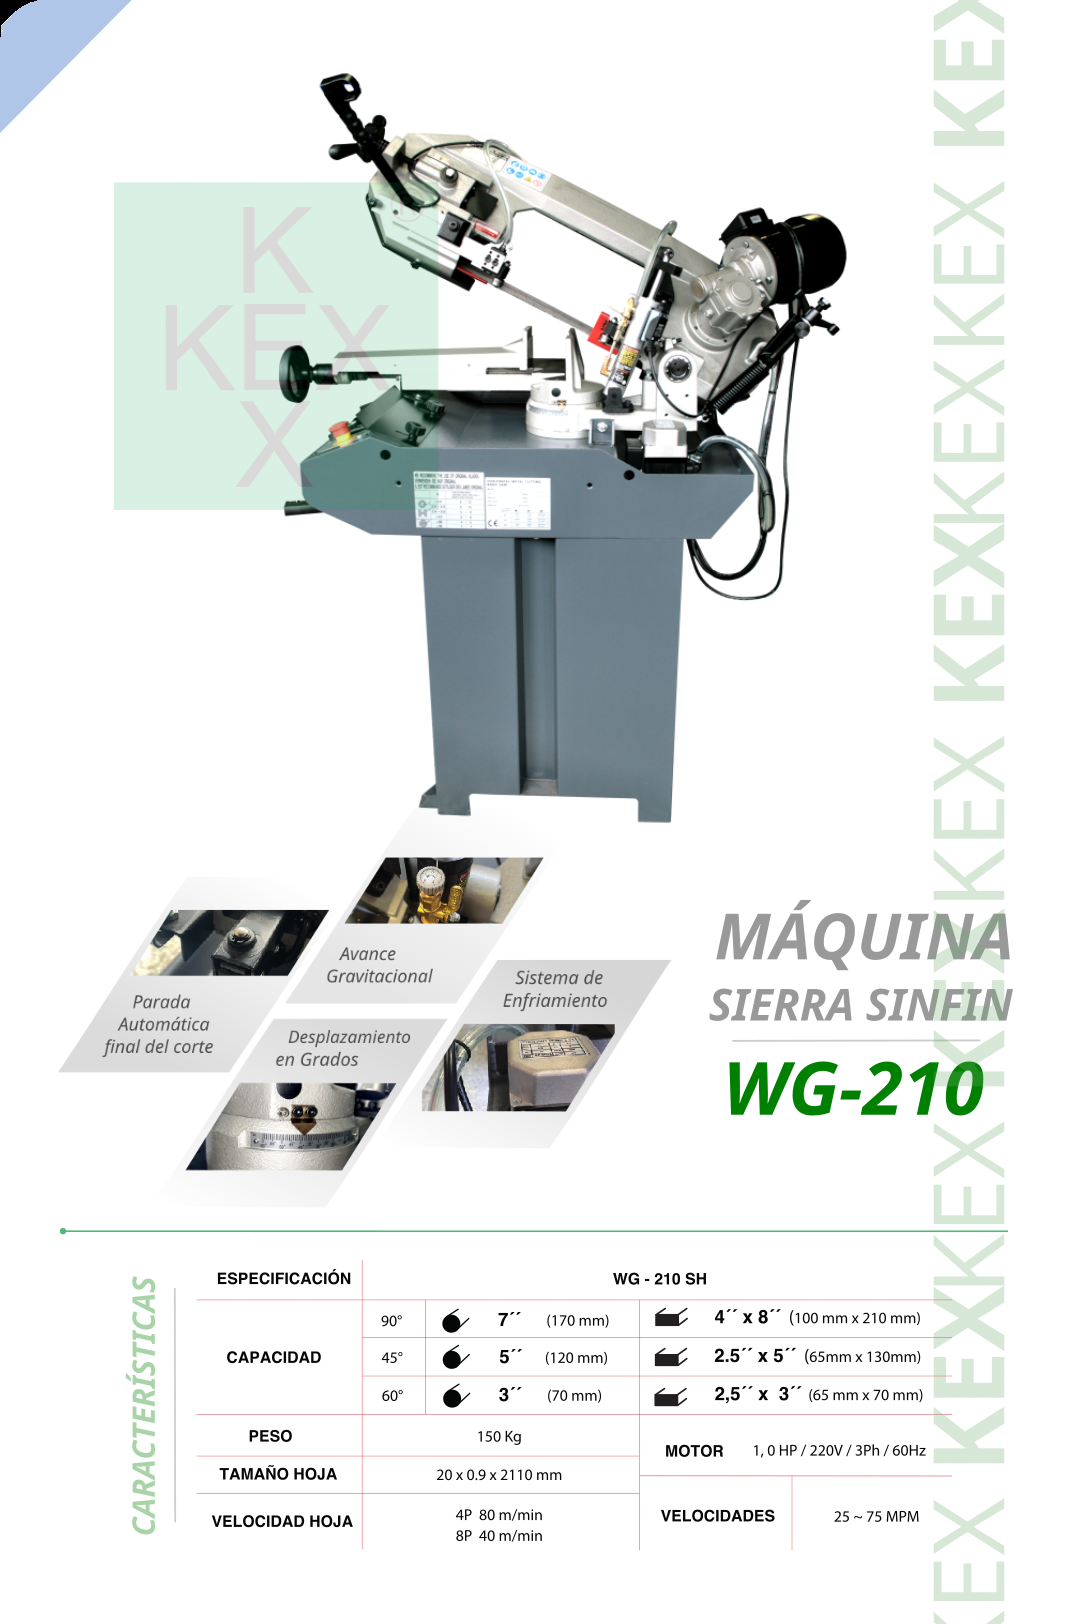 K
KEX
X
KEX KEXKEXKEX KEXKEX KEXKEX KEX
Parada
Automática
final del corte
Avance
Gravitacional
Desplazamiento
en Grados
Sistema de
Enfriamiento
MÁQUINA
SIERRA SINFIN
WG-210
CARACTERÍSTICAS
ESPECIFICACIÓN WG - 210 SH
CAPACIDAD
90° 7´´ (170 mm) 4´´ x 8´´ (100 mm x 210 mm)
45° 5´´ (120 mm) 2.5´´ x 5´´ (65mm x 130mm)
60° 3´´ (70 mm) 2,5´´ x 3´´ (65 mm x 70 mm)
PESO 150 Kg
MOTOR 1, 0 HP / 220V / 3Ph / 60Hz
TAMAÑO HOJA 20 x 0.9 x 2110 mm
VELOCIDAD HOJA 4P 80 m/min
8P 40 m/min
VELOCIDADES 25 ~ 75 MPM